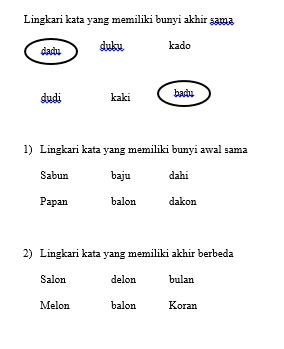 Lingkari kata yang memiliki bunyi akhir sama
dadu duku kado
dudi kaki badu
1) Lingkari kata yang memiliki bunyi awal sama
Sabun baju dahi
Papan balon dakon
2) Lingkari kata yang memiliki akhir berbeda
Salon delon bulan
Melon balon Koran